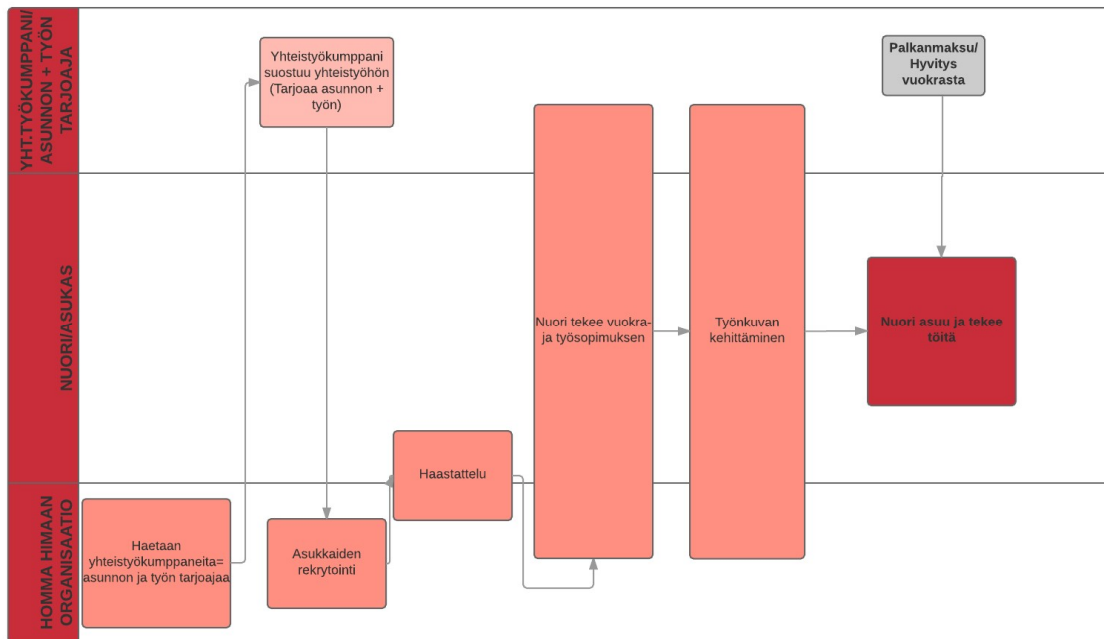 YHT.TYÖKUMPPANI/
ASUNNON + TYÖN
TARJOAJA
Yhteistyökumppani
suostuu yhteistyöhön
(Tarjoaa asunnon +
työn)
Palkanmaksu/
Hyvitys
vuokrasta
NUORI/ASUKAS
Nuori tekee vuokra-
ja työsopimuksen
Työnkuvan
kehittäminen
Nuori asuu ja tekee
töitä
Haastattelu
HOMMA HIMAAN
ORGANISAATIO
Haetaan
yhteistyökumppaneita=
asunnon ja työn tarjoajaa
Asukkaiden
rekrytointi